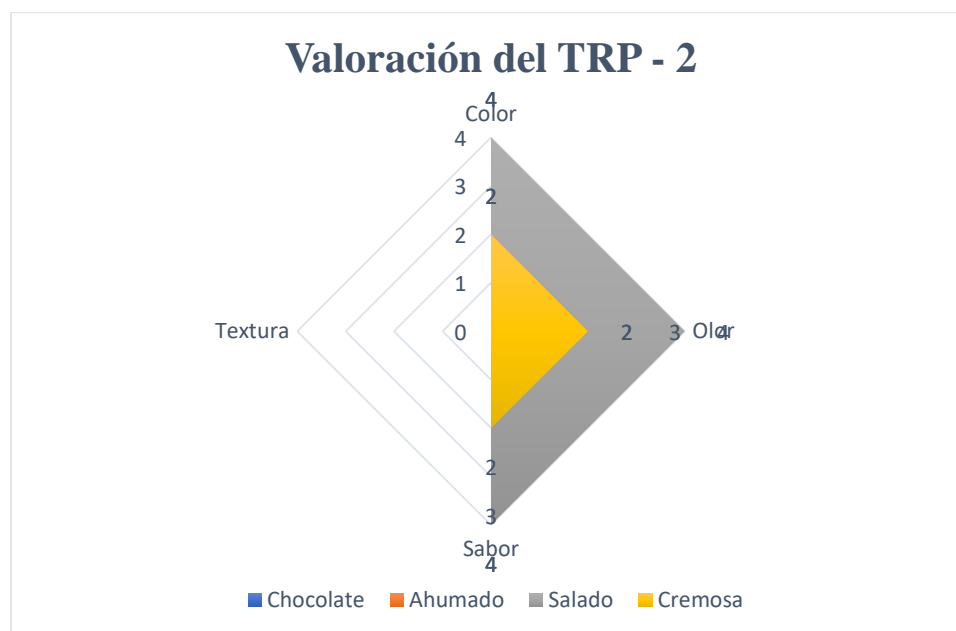 Valoración del TRP - 2
4
Color
4
3
2
2
1
Textura
0
2
3
4
Olor
2
3
Sabor
4
Chocolate
Ahumado
Salado
Cremosa